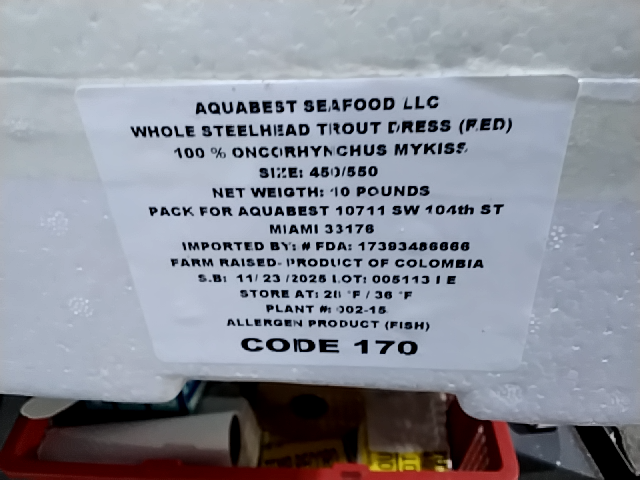 AQUABEST SEAFOOD LLC
WHOLE STEELHEAD TROUT DRESS (RED)
100 % ONCORHYNCHUS MYKISS
SIZE: 450/550
NET WEIGTH: 10 POUNDS
PACK FOR AQUABEST 10711 SW 104th ST
MIAMI 33176
IMPORTED BY: # FDA: 17393486666
FARM RAISED- PRODUCT OF COLOMBIA
S.B: 11/ 23 /2025 LOT: 005113 I E
STORE AT: 28 °F / 36 °F
PLANT #: 002-15
ALLERGEN PRODUCT (FISH)
CODE 170